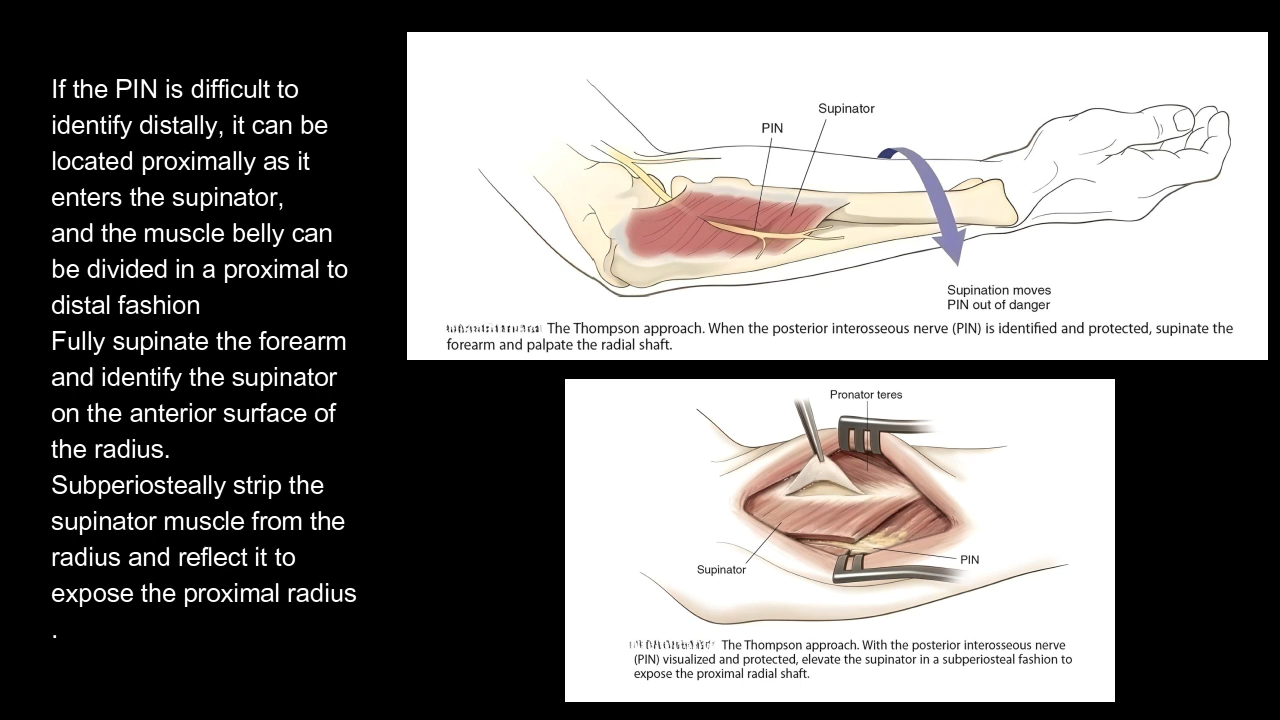 If the PIN is difficult to
identify distally, it can be
located proximally as it
enters the supinator,
and the muscle belly can
be divided in a proximal to
distal fashion
Fully supinate the forearm
and identify the supinator
on the anterior surface of
the radius.
Subperiosteally strip the
supinator muscle from the
radius and reflect it to
expose the proximal radius
.
Supinator
PIN
Supination moves
PIN out of danger
The Thompson approach. When the posterior interosseous nerve (PIN) is identified and protected, supinate the
forearm and palpate the radial shaft.
Pronator teres
PIN
Supinator
The Thompson approach. With the posterior interosseous nerve
(PIN) visualized and protected, elevate the supinator in a subperiosteal fashion to
expose the proximal radial shaft.